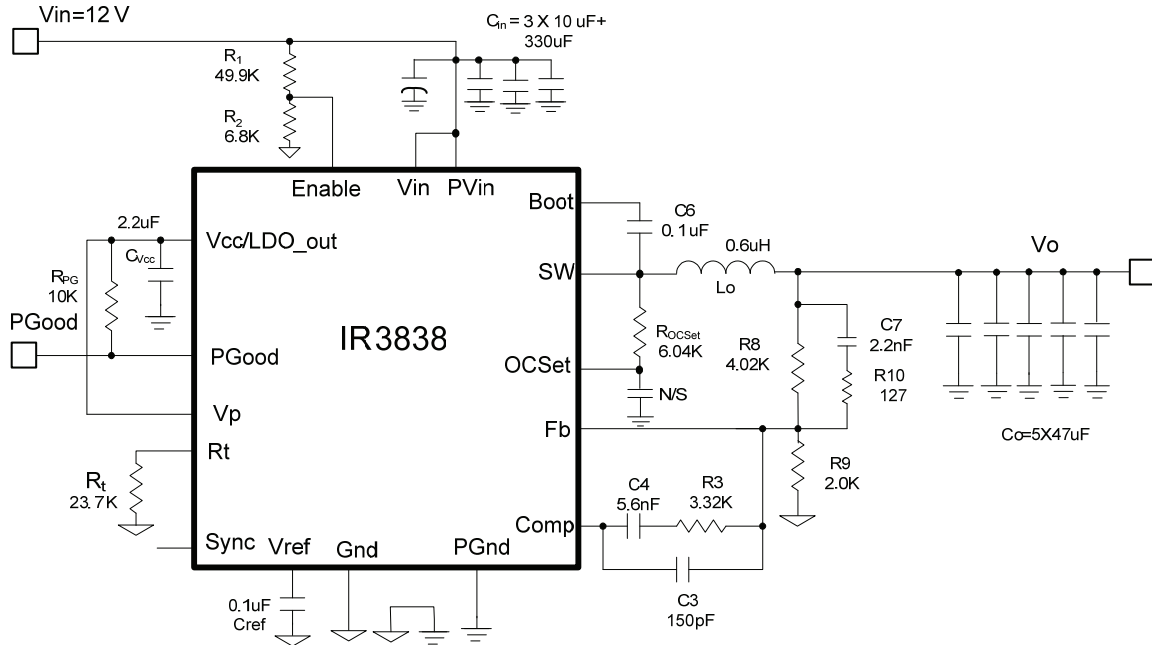 Vin=12 V
Cin = 3 X 10 uF+
330uF
R1
49.9K
R2
6.8K
Enable
Vin
PVin
Boot
C6
0.1uF
2.2uF
Vcc/LDO_out
CVcc
SW
0.6uH
Lo
Vo
RPG
10K
PGood
PGood
IR3838
ROCSet
6.04K
OCSet
N/S
R8
4.02K
C7
2.2nF
R10
127
Vp
Fb
Co=5X47uF
Rt
Rt
23.7K
R9
2.0K
C4
5.6nF
R3
3.32K
Comp
Sync
Vref
Gnd
PGnd
0.1uF
Cref
C3
150pF